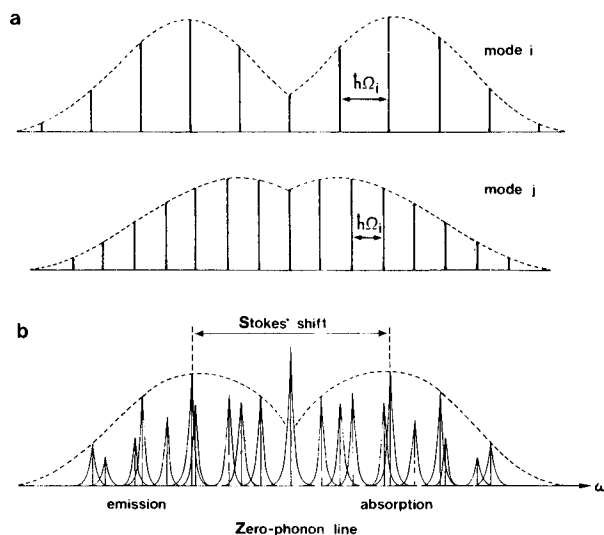 a
mode i
ħΩi
mode j
ħΩi
b
Stokes' shift
ω
emission
absorption
Zero-phonon line